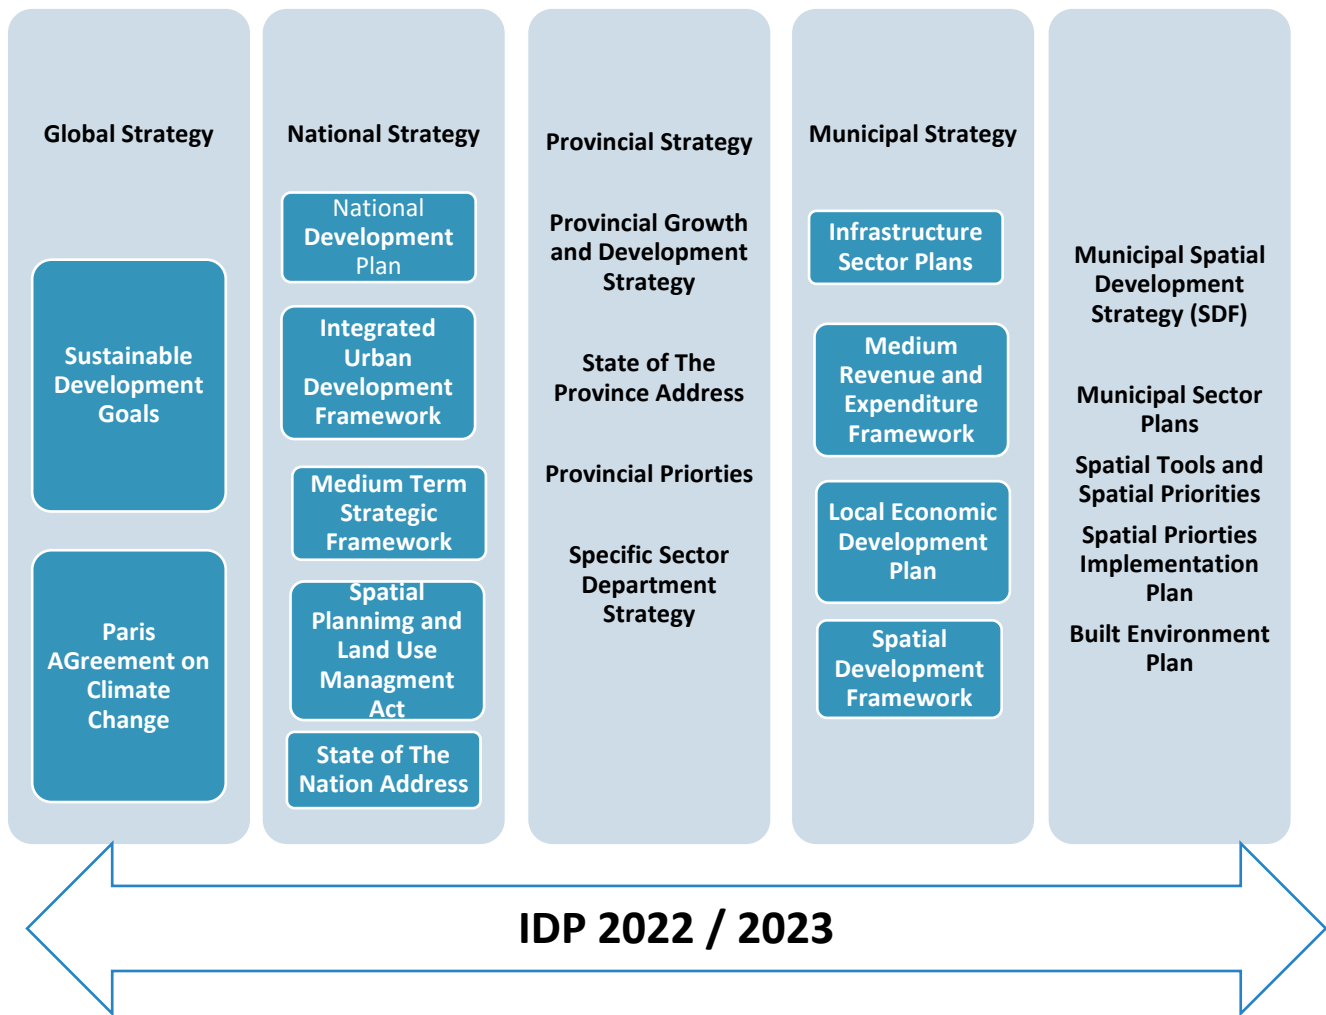 Global Strategy
Sustainable
Development
Goals
Paris
AGreement on
Climate
Change
National Strategy
National
Development
Plan
Integrated
Urban
Development
Framework
Medium Term
Strategic
Framework
Spatial
Plannimg and
Land Use
Managment
Act
State of The
Nation Address
Provincial Strategy
Provincial Growth
and Development
Strategy
State of The
Province Address
Provincial Priorties
Specific Sector
Department
Strategy
Municipal Strategy
Infrastructure
Sector Plans
Medium
Revenue and
Expenditure
Framework
Local Economic
Development
Plan
Spatial
Development
Framework
Municipal Spatial
Development
Strategy (SDF)
Municipal Sector
Plans
Spatial Tools and
Spatial Priorities
Spatial Priorties
Implementation
Plan
Built Environment
Plan
IDP 2022 / 2023